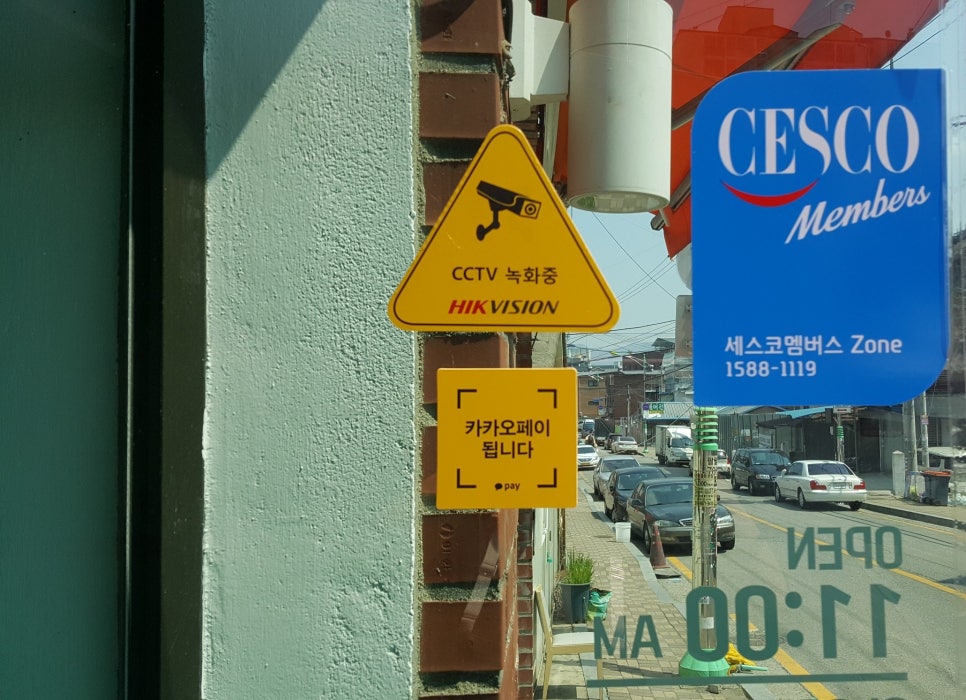 CCTV 녹화중
HIKVISION
카카오페이
됩니다
pay
CESCO
Members
세스코멤버스 Zone
1588-1119
OPEN
11:00 AM